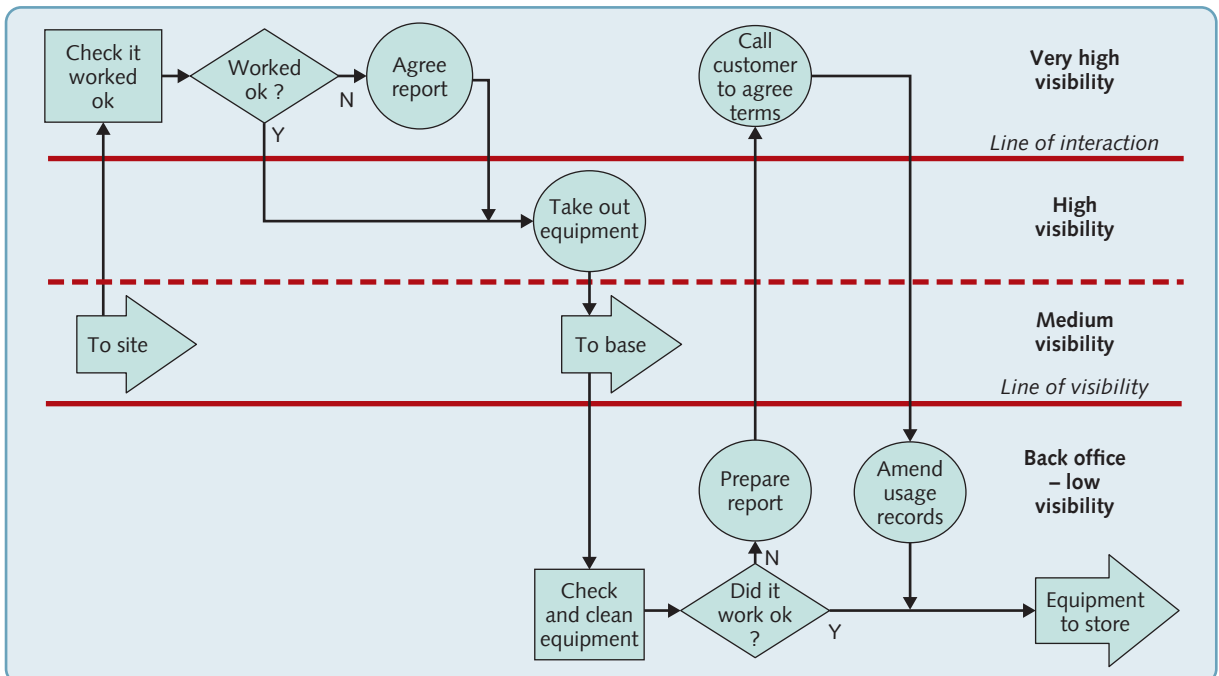 Check it
worked
ok
Worked
ok ?
N
Y
Agree
report
Call
customer
to agree
terms
Very high
visibility
Line of interaction
Take out
equipment
High
visibility
To site
To base
Medium
visibility
Line of visibility
Prepare
report
Amend
usage
records
Back office
– low
visibility
Check
and clean
equipment
Did it
work ok
?
N
Y
Equipment
to store